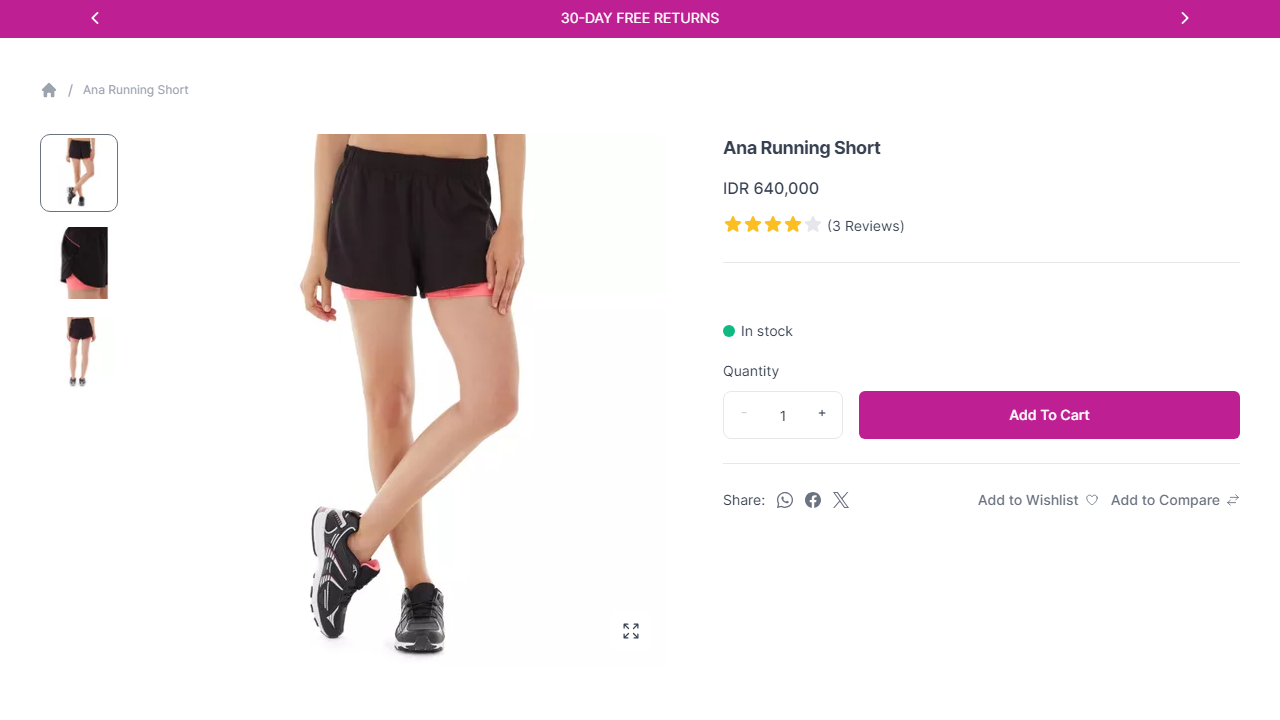 30-DAY FREE RETURNS
/ Ana Running Short
Ana Running Short
IDR 640,000
(3 Reviews)
In stock
Quantity
- 1 +
Add To Cart
Share:
Add to Wishlist
Add to Compare